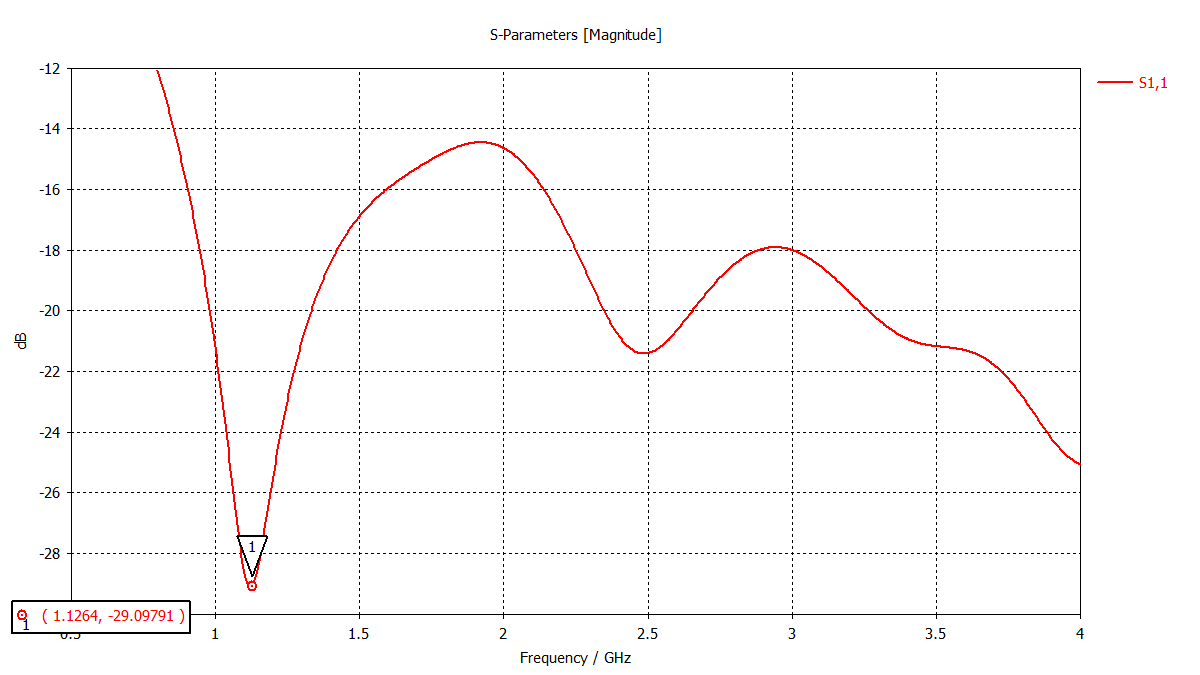 S-Parameters [Magnitude]
-12
-14
-16
-18
-20
-22
-24
-26
-28
dB
S1,1
1
1 ( 1.1264, -29.09791 )
0.5 1 1.5 2 2.5 3 3.5 4
Frequency / GHz